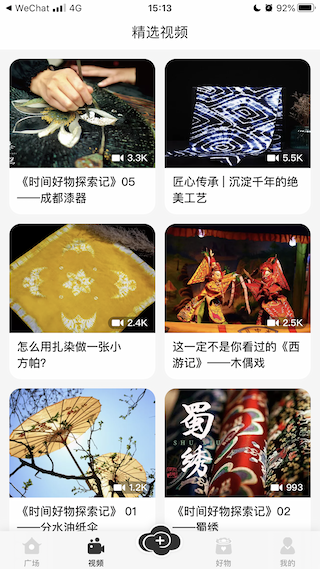 WeChat 4G 15:13 92%
精选视频
3.3K
5.5K
《时间好物探索记》05
——成都漆器
匠心传承 | 沉淀千年的绝
美工艺
2.4K
2.5K
怎么用扎染做一张小
方帕?
这一定不是你看过的《西
游记》——木偶戏
1.2K
蜀
SHU XIU
绣
993
《时间好物探索记》 01
——分水油纸伞
《时间好物探索记》02
——蜀绣
广场
视频
好物
我的